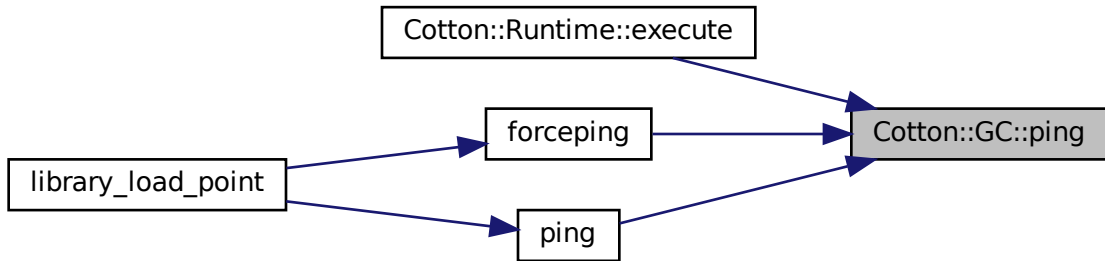 Cotton::Runtime::execute
forceping
Cotton::GC::ping
library_load_point
ping